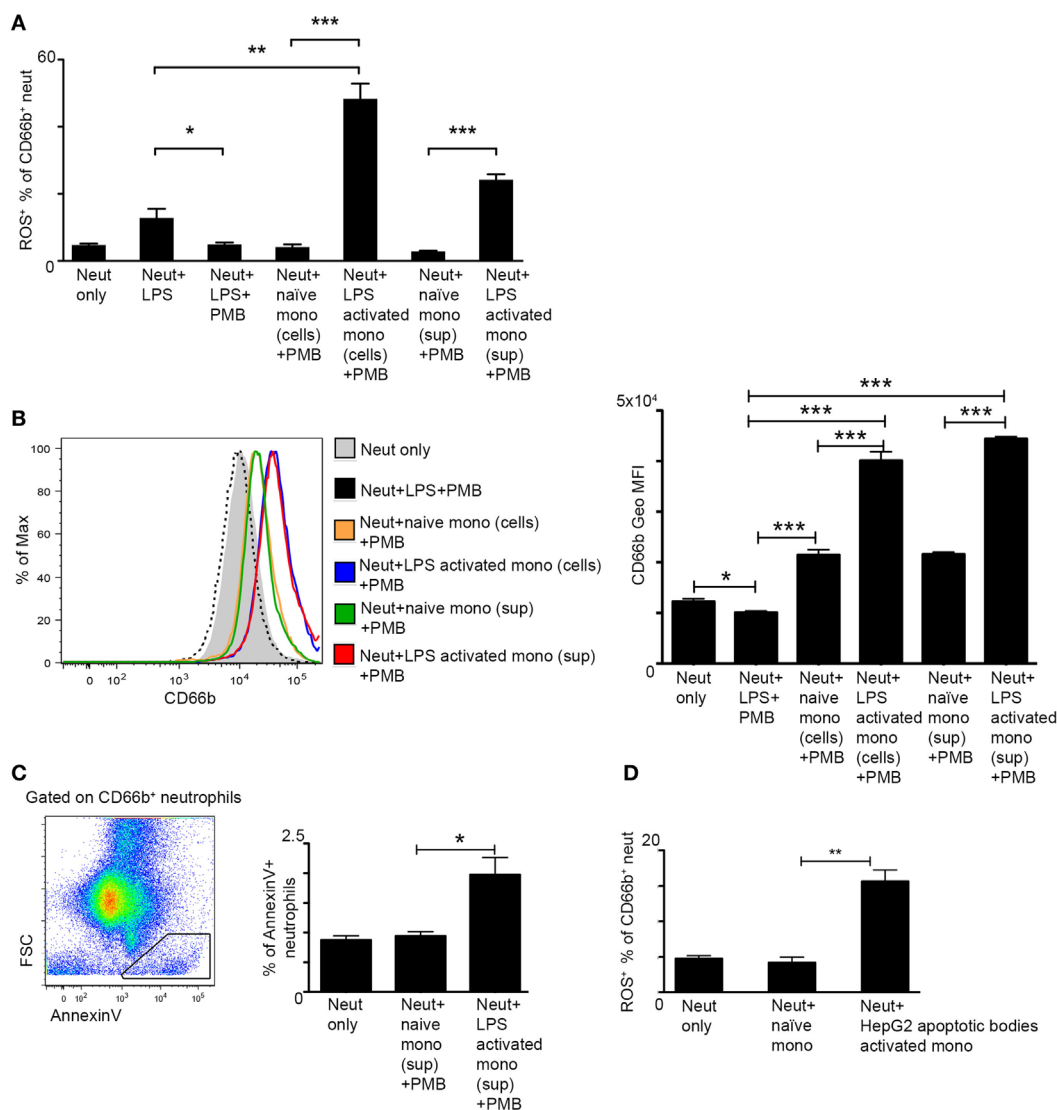 A
***
**
60
*
***
ROS⁺ % of CD66b⁺ neut
0
Neut
only
Neut+
LPS
Neut+
LPS+
PMB
Neut+
naïve
mono
(cells)
+PMB
Neut+
LPS
activated
mono
(cells)
+PMB
Neut+
naïve
mono
(sup)
+PMB
Neut+
LPS
activated
mono
(sup)
+PMB
B
100
80
60
40
20
0
% of Max
0
10²
10³
10⁴
10⁵
CD66b
Neut only
Neut+LPS+PMB
Neut+naive mono (cells)
+PMB
Neut+LPS activated mono (cells)
+PMB
Neut+naive mono (sup)
+PMB
Neut+LPS activated mono (sup)
+PMB
5x10⁴
***
***
***
***
***
*
CD66b Geo MFI
0
Neut
only
Neut+
LPS+
PMB
Neut+
naive
mono
(cells)
+PMB
Neut+
LPS
activated
mono
(cells)
+PMB
Neut+
naïve
mono
(sup)
+PMB
Neut+
LPS
activated
mono
(sup)
+PMB
C
Gated on CD66b⁺ neutrophils
FSC
0
10²
10³
10⁴
10⁵
AnnexinV
2.5
*
% of AnnexinV+
neutrophils
0
Neut
only
Neut+
naive
mono
(sup)
+PMB
Neut+
LPS
activated
mono
(sup)
+PMB
D
20
**
ROS⁺ % of CD66b⁺ neut
0
Neut
only
Neut+
naïve
mono
Neut+
HepG2 apoptotic bodies
activated mono